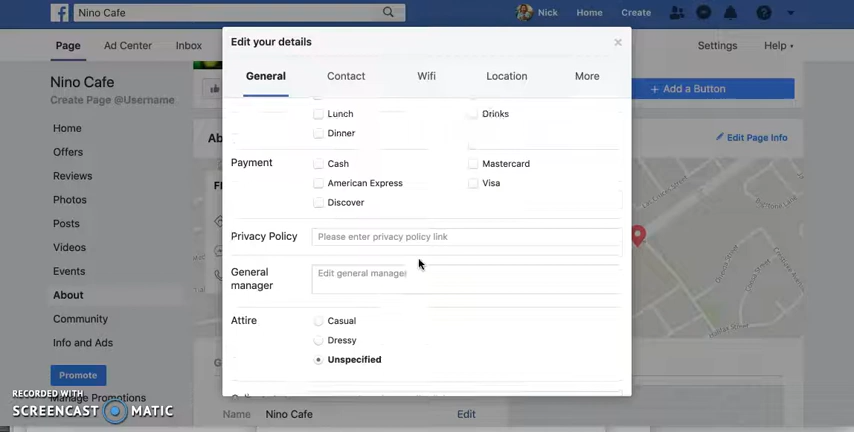 Nino Cafe
Nick Home Create
Page Ad Center Inbox Settings Help
Edit your details
General Contact Wifi Location More
Nino Cafe
Create Page @Username
Home
Offers
Reviews
Photos
Posts
Videos
Events
About
Community
Info and Ads
Promote
Manage Promotions
+ Add a Button
Edit Page Info
Lunch Drinks
Dinner
Payment Cash Mastercard
American Express Visa
Discover
Privacy Policy Please enter privacy policy link
General manager Edit general manager
Attire Casual
Dressy
Unspecified
Name Nino Cafe Edit
RECORDED WITH
SCREENCAST MATIC